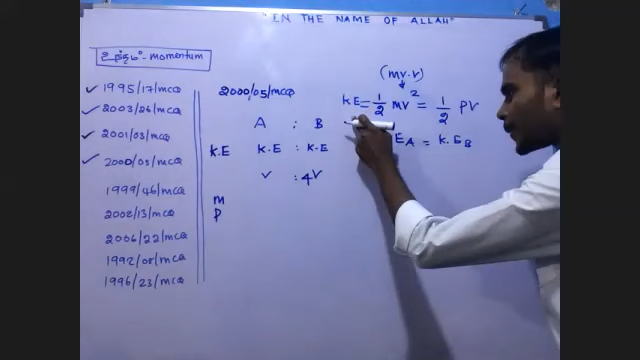 "IN THE NAME OF ALLAH"
உந்தம் - momentum
1995/17/mcq
2003/26/mcq
2001/03/mcq
2000/03/mcq
1999/46/mcq
2002/13/mcq
2006/22/mcq
1992/08/mcq
1996/23/mcq
2000/05/mcq
A : B
K.E K.E : K.E
v : 4v
m
p
(mv.v)
KE = 1/2 mv² = 1/2 pv
E_A = K.E_B